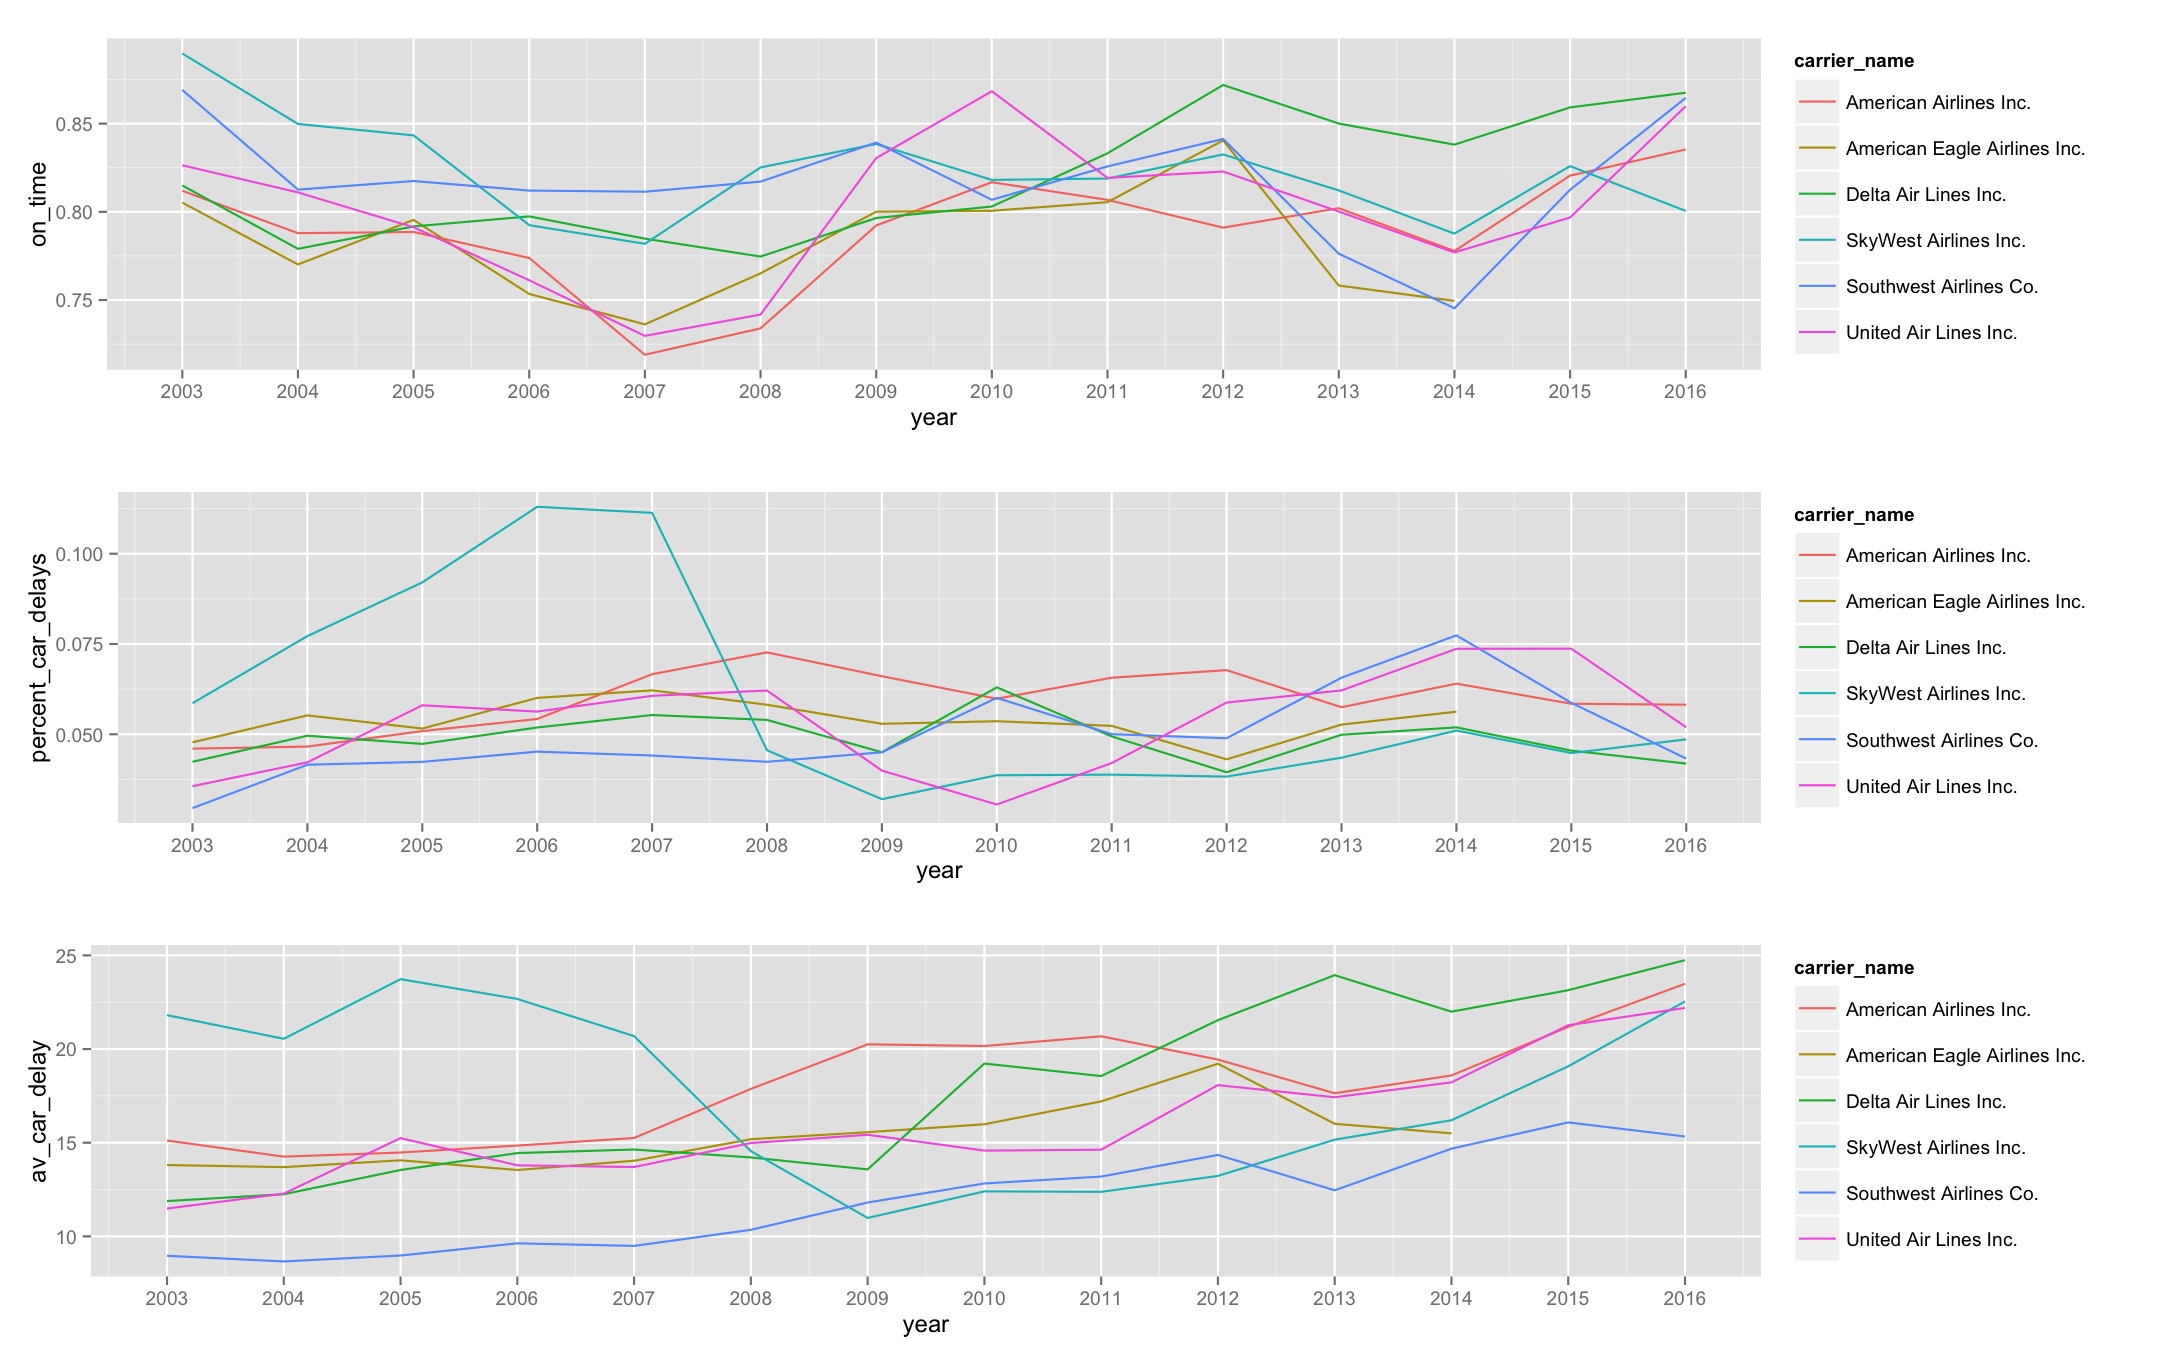 on_time
0.85
0.80
0.75
2003 2004 2005 2006 2007 2008 2009 2010 2011 2012 2013 2014 2015 2016
year
carrier_name
American Airlines Inc.
American Eagle Airlines Inc.
Delta Air Lines Inc.
SkyWest Airlines Inc.
Southwest Airlines Co.
United Air Lines Inc.
percent_car_delays
0.100
0.075
0.050
2003 2004 2005 2006 2007 2008 2009 2010 2011 2012 2013 2014 2015 2016
year
carrier_name
American Airlines Inc.
American Eagle Airlines Inc.
Delta Air Lines Inc.
SkyWest Airlines Inc.
Southwest Airlines Co.
United Air Lines Inc.
av_car_delay
25
20
15
10
2003 2004 2005 2006 2007 2008 2009 2010 2011 2012 2013 2014 2015 2016
year
carrier_name
American Airlines Inc.
American Eagle Airlines Inc.
Delta Air Lines Inc.
SkyWest Airlines Inc.
Southwest Airlines Co.
United Air Lines Inc.